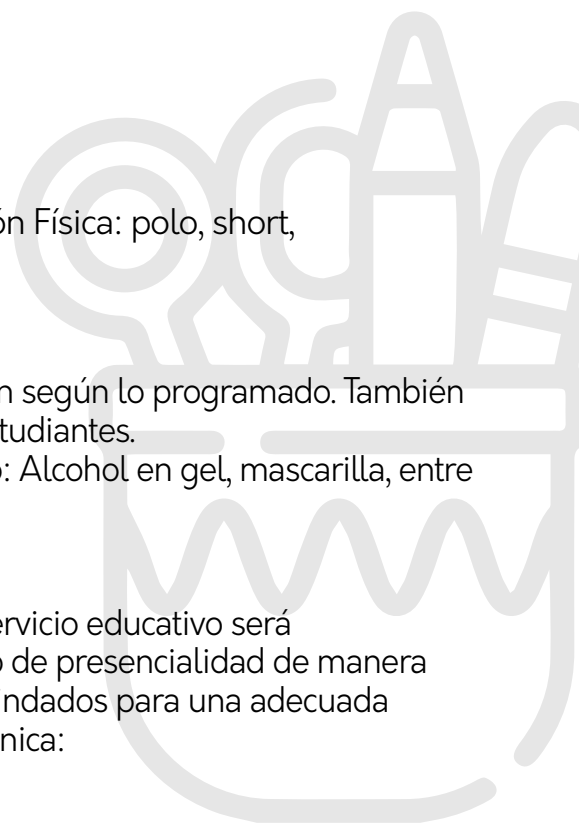 ón Física: polo, short,
n según lo programado. También
tudiantes.
o: Alcohol en gel, mascarilla, entre
ervicio educativo será
o de presencialidad de manera
indados para una adecuada
nica: